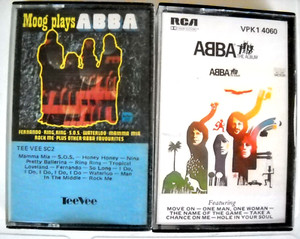 Moog plays
ABBA
FERNANDO·RING, RING·S.O.S.·WATERLOO·MAMMA MIA
ROCK ME·PLUS OTHER ABBA FAVOURITES
TEE VEE SC2
Mamma Mia — S.O.S. — Honey Honey — Nina
Pretty Ballerina — Ring Ring — Tropical
Loveland — Fernando — So Long — I Do,
I Do, I Do, I Do, I Do — Waterloo — Man
In The Middle — Rock Me
TeeVee
RCA
DOLBY SYSTEM
VPK1 4060
ABBA
THE ALBUM
ABBA
Featuring
MOVE ON — ONE MAN, ONE WOMAN —
THE NAME OF THE GAME — TAKE A
CHANCE ON ME — HOLE IN YOUR SOUL